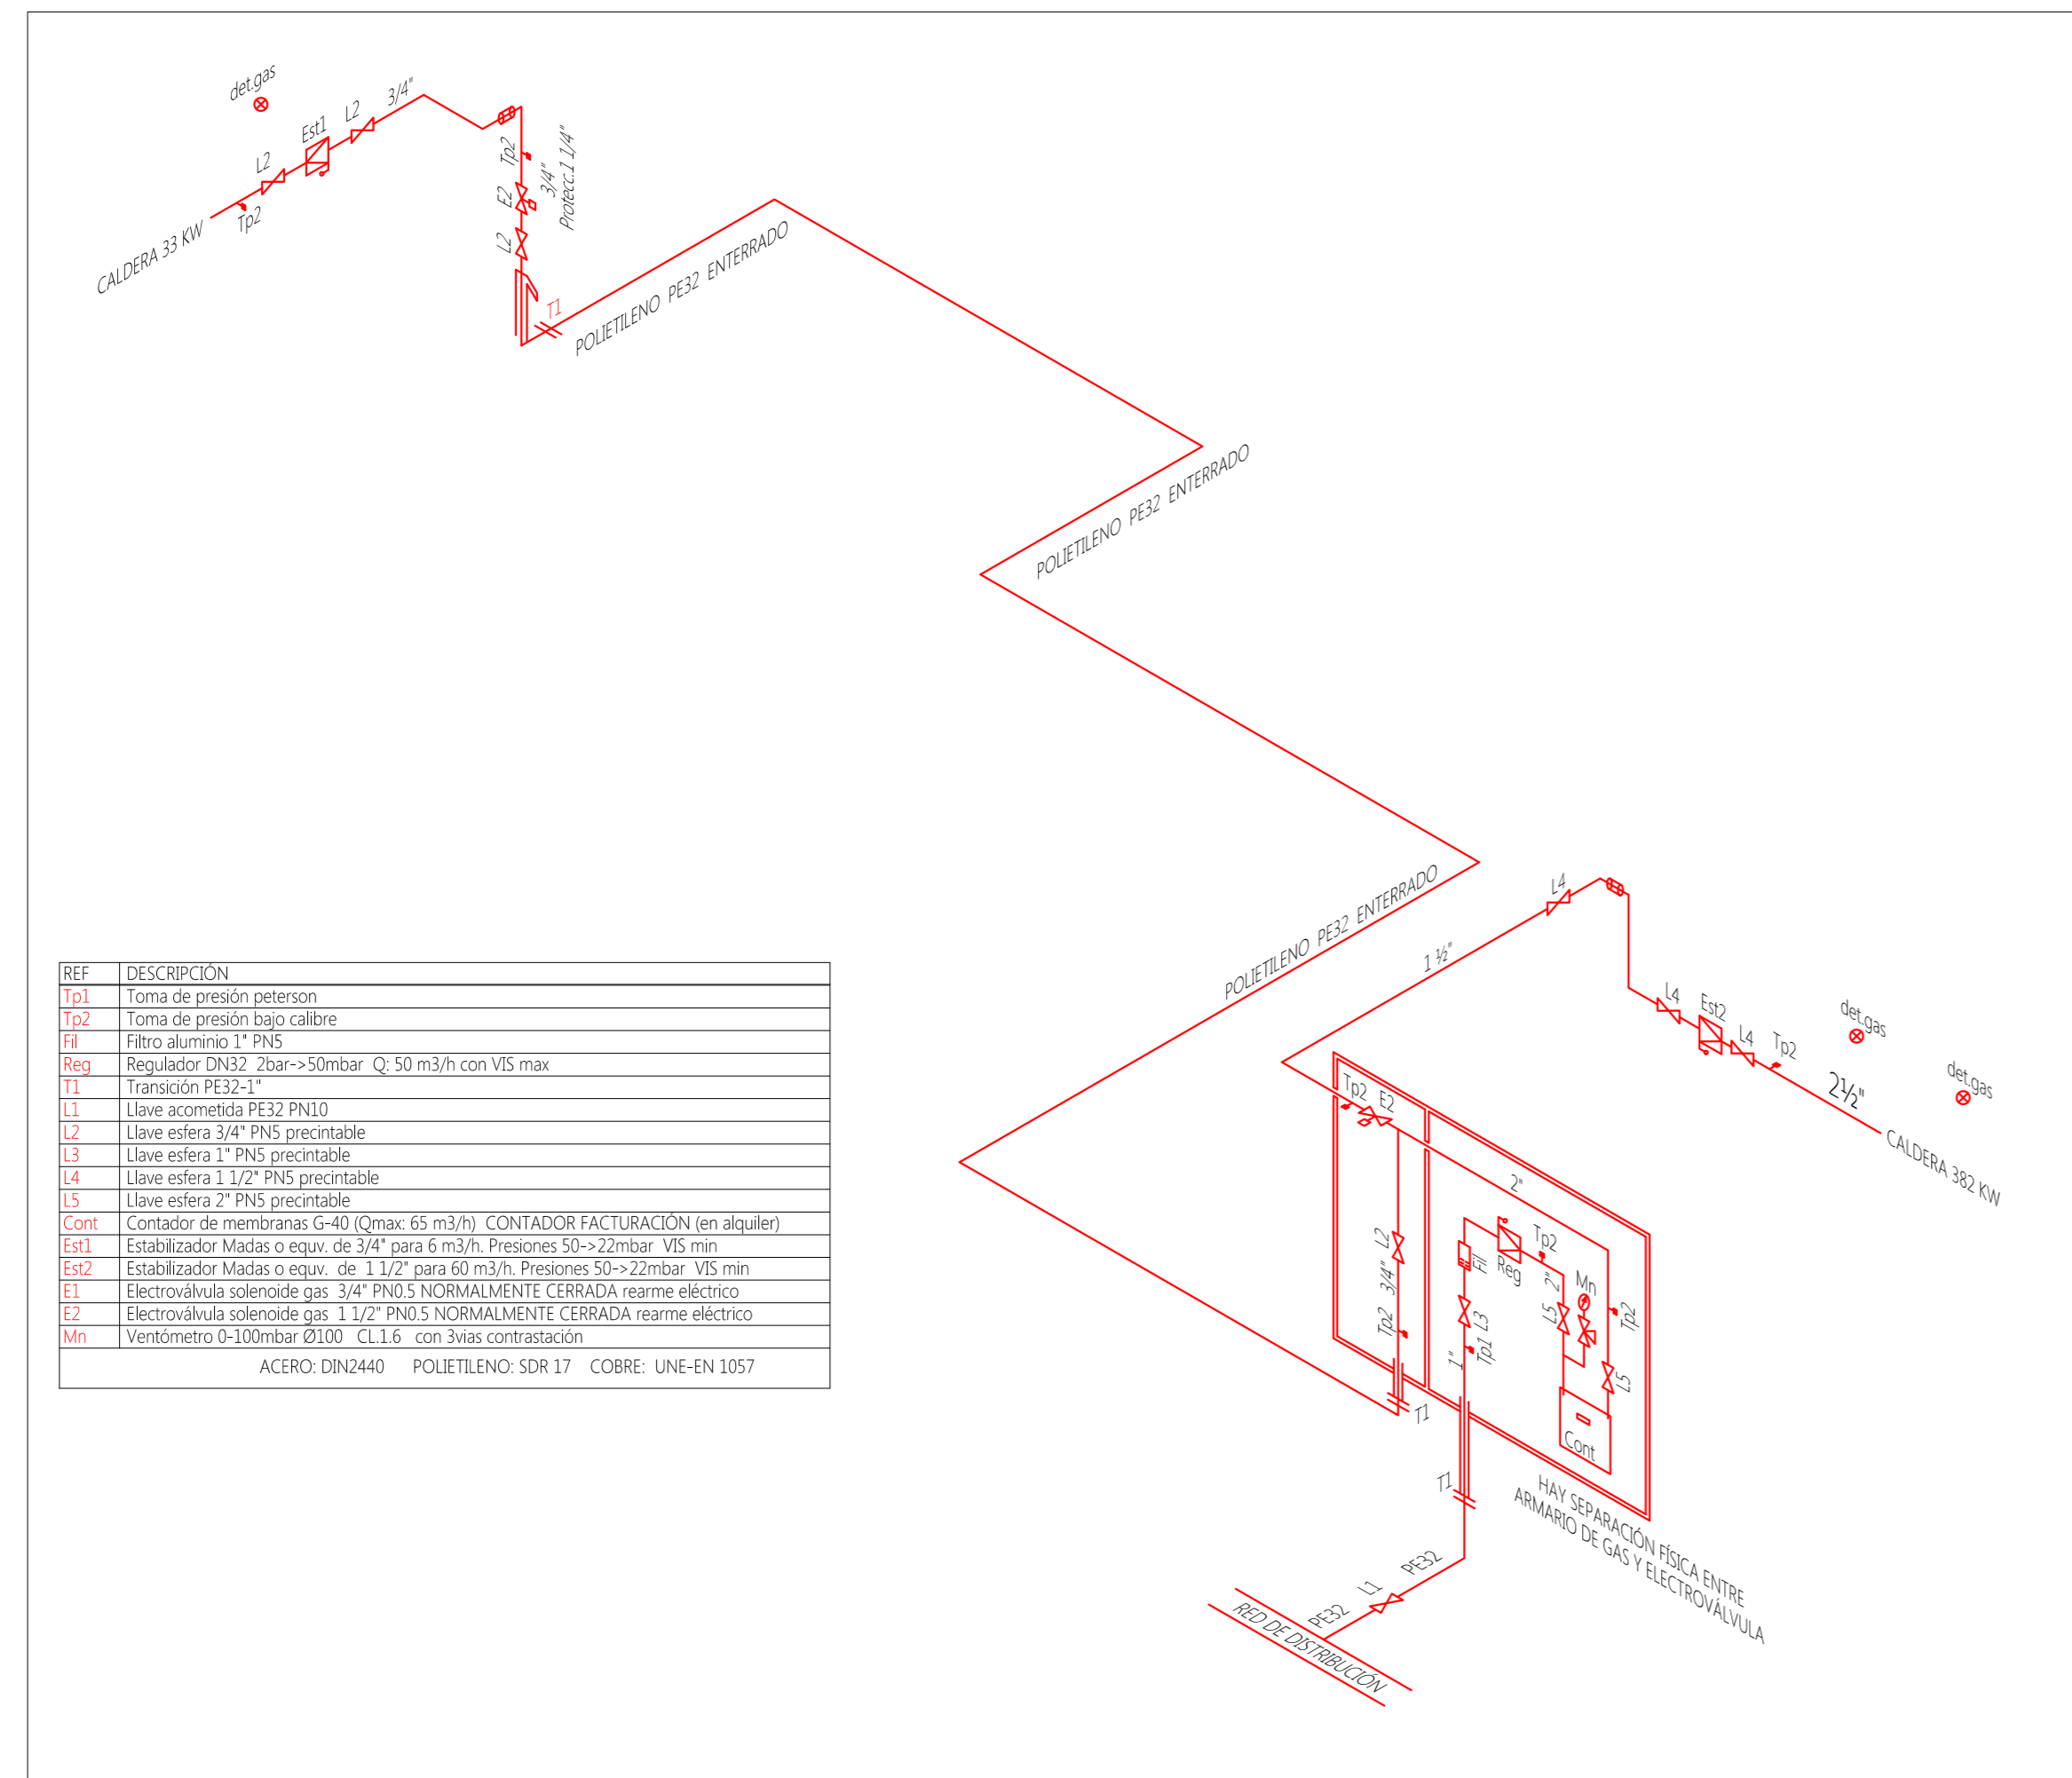 det.gas
3/4"
L2
Est1
L2
Tp2
CALDERA 33 KW
Tp2
3/4"
Protecc.1 1/4"
E2
L2
T1
POLIETILENO PE32 ENTERRADO
POLIETILENO PE32 ENTERRADO
POLIETILENO PE32 ENTERRADO
L4
1 ½"
L4
Est2
L4
Tp2
det.gas
det.gas
2½"
CALDERA 382 KW
Tp2
E2
2"
L2
3/4"
Tp2
T1
Fil
Reg
Tp2
2"
Mn
L5
Tp2
L3
Tp1
1"
L5
Cont
T1
HAY SEPARACIÓN FÍSICA ENTRE
ARMARIO DE GAS Y ELECTROVÁLVULA
PE32
L1
PE32
RED DE DISTRIBUCIÓN
REF DESCRIPCIÓN
Tp1 Toma de presión peterson
Tp2 Toma de presión bajo calibre
Fil Filtro aluminio 1" PN5
Reg Regulador DN32 2bar->50mbar Q: 50 m3/h con VIS max
T1 Transición PE32-1"
L1 Llave acometida PE32 PN10
L2 Llave esfera 3/4" PN5 precintable
L3 Llave esfera 1" PN5 precintable
L4 Llave esfera 1 1/2" PN5 precintable
L5 Llave esfera 2" PN5 precintable
Cont Contador de membranas G-40 (Qmax: 65 m3/h) CONTADOR FACTURACIÓN (en alquiler)
Est1 Estabilizador Madas o equv. de 3/4" para 6 m3/h. Presiones 50->22mbar VIS min
Est2 Estabilizador Madas o equv. de 1 1/2" para 60 m3/h. Presiones 50->22mbar VIS min
E1 Electroválvula solenoide gas 3/4" PN0.5 NORMALMENTE CERRADA rearme eléctrico
E2 Electroválvula solenoide gas 1 1/2" PN0.5 NORMALMENTE CERRADA rearme eléctrico
Mn Ventómetro 0-100mbar Ø100 CL.1.6 con 3vias contrastación
ACERO: DIN2440 POLIETILENO: SDR 17 COBRE: UNE-EN 1057